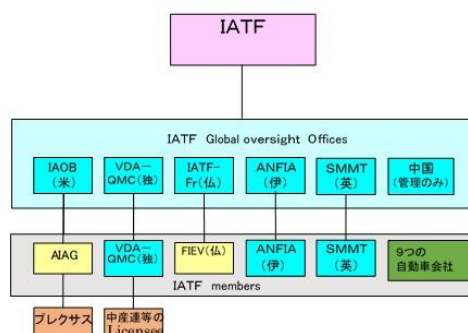 IATF
IATF Global oversight Offices
IAOB
(米)
VDA-
QMC(独)
IATF-
Fr(仏)
ANFIA
(伊)
SMMT
(英)
中国
(管理のみ)
AIAG
VDA-
QMC(独)
FIEV(仏)
ANFIA
(伊)
SMMT
(英)
9つの
自動車会社
IATF members
プレクサス
中産連等の
Licensee